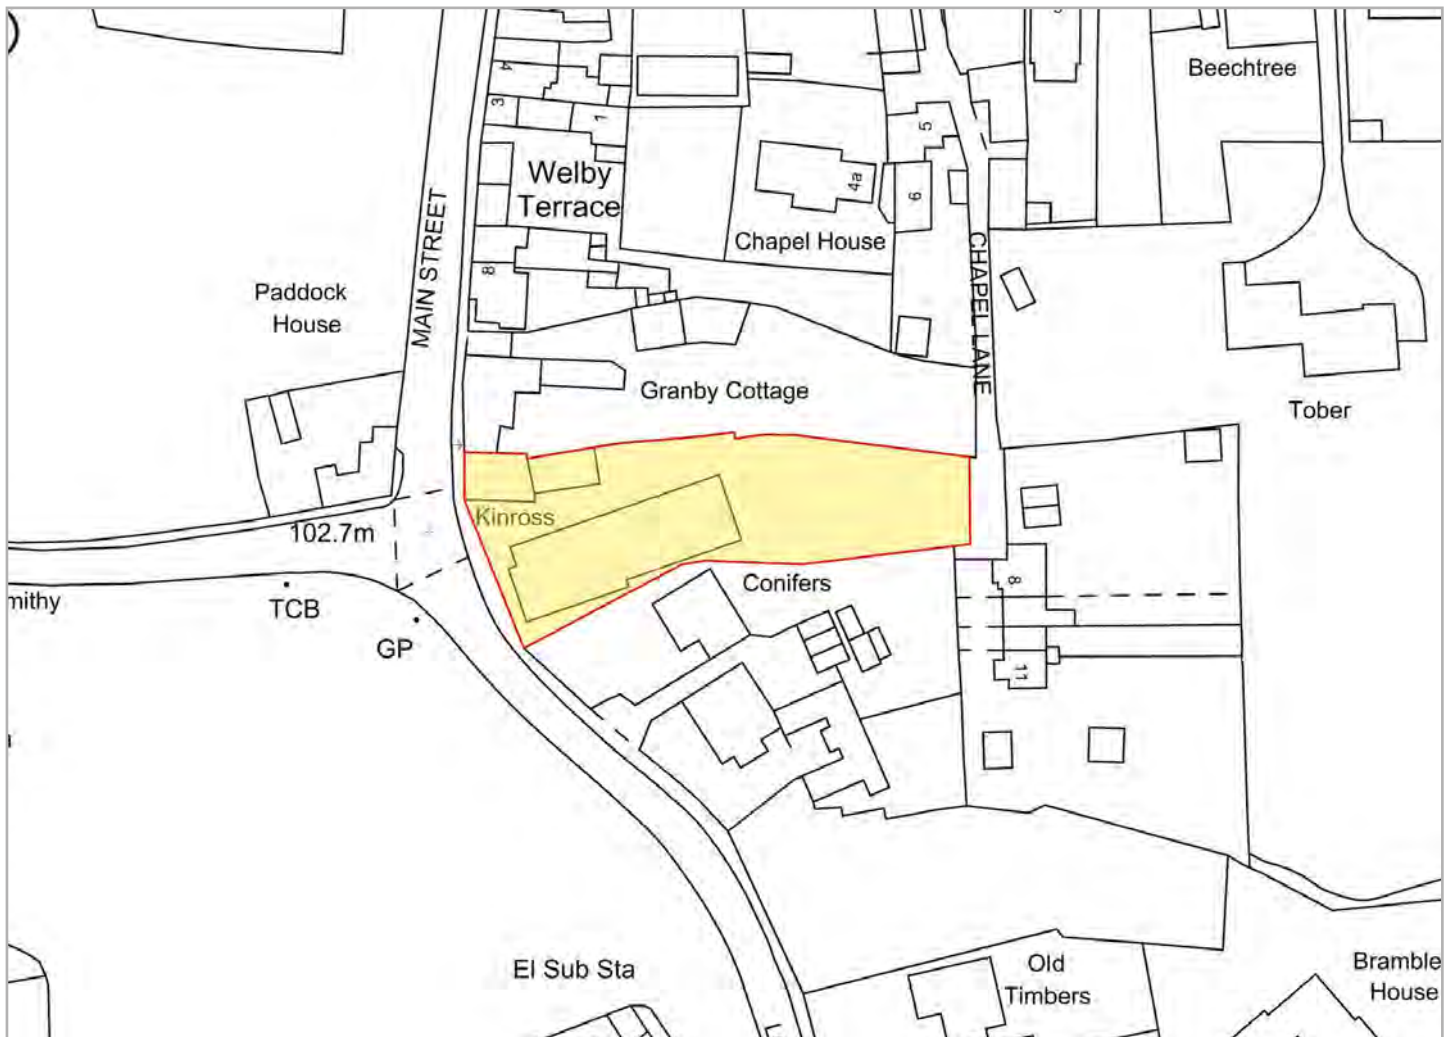 Beechtree
4
3
1
5
Welby
Terrace
4a
6
MAIN STREET
Chapel House
CHAPEL LANE
8
Paddock
House
Granby Cottage
Tober
Kinross
102.7m
Conifers
8
mithy
TCB
GP
11
El Sub Sta
Old
Timbers
Bramble
House